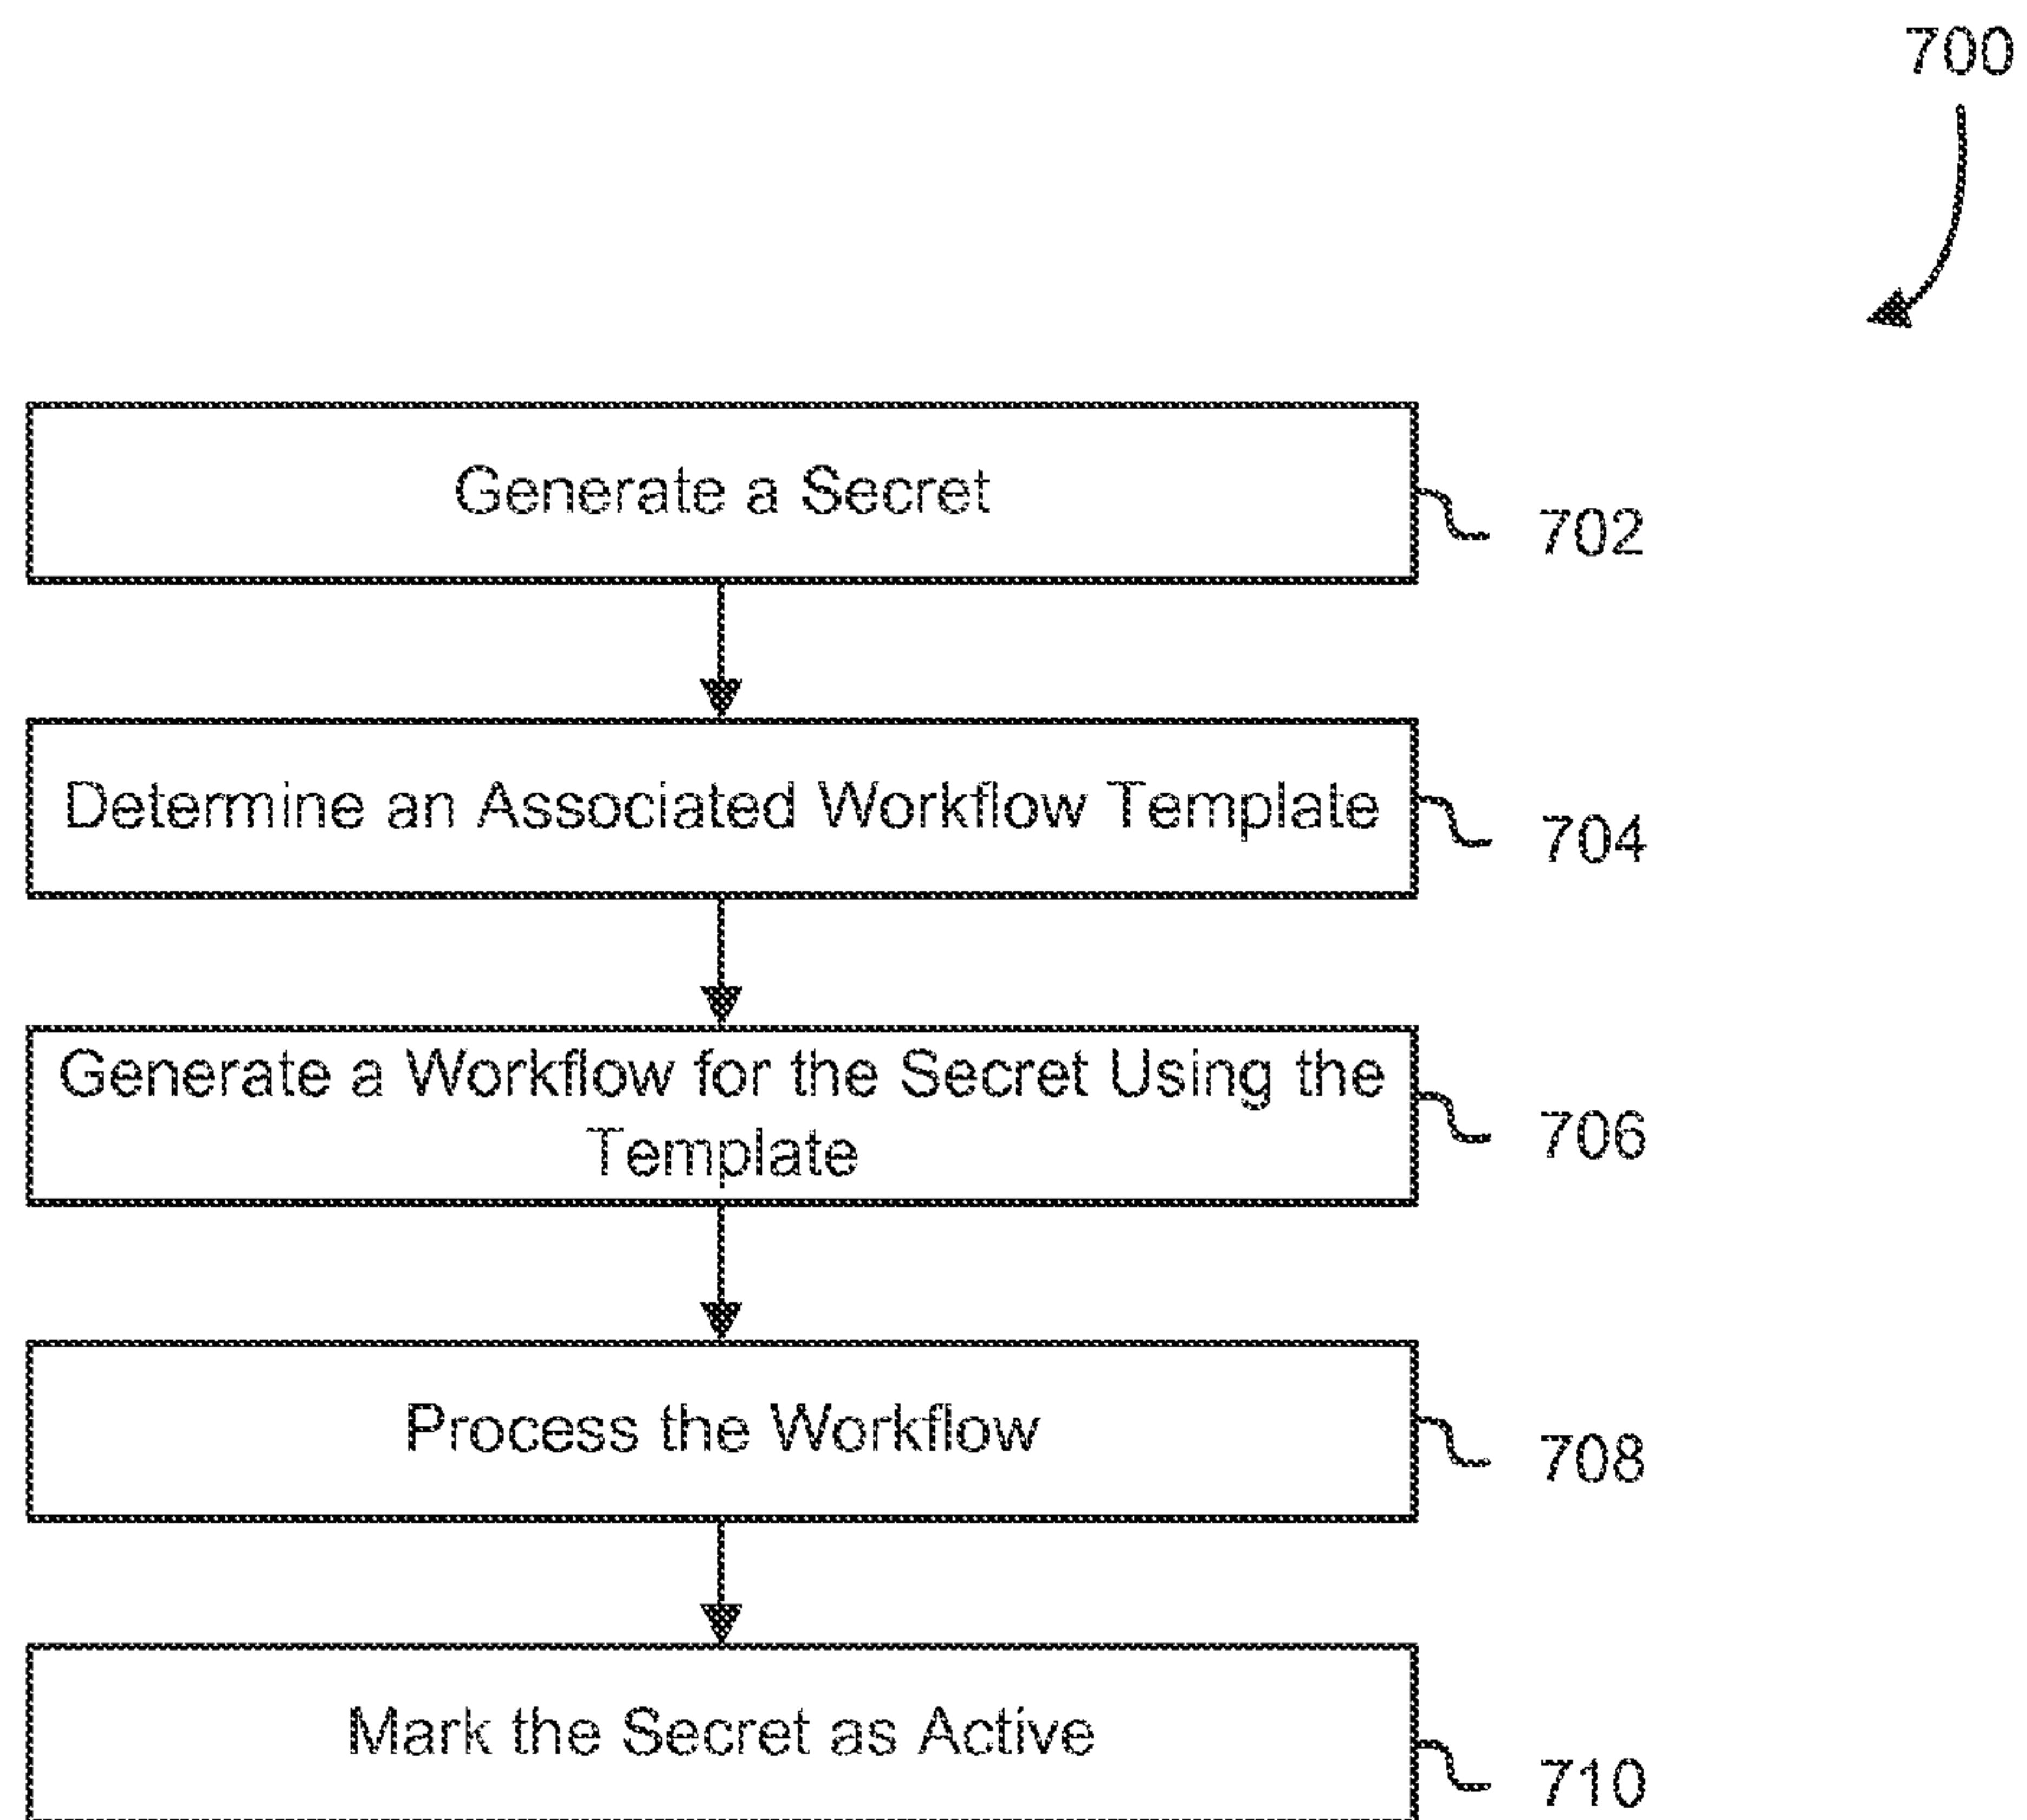 700
Generate a Secret
702
Determine an Associated Workflow Template
704
Generate a Workflow for the Secret Using the
Template
706
Process the Workflow
708
Mark the Secret as Active
710